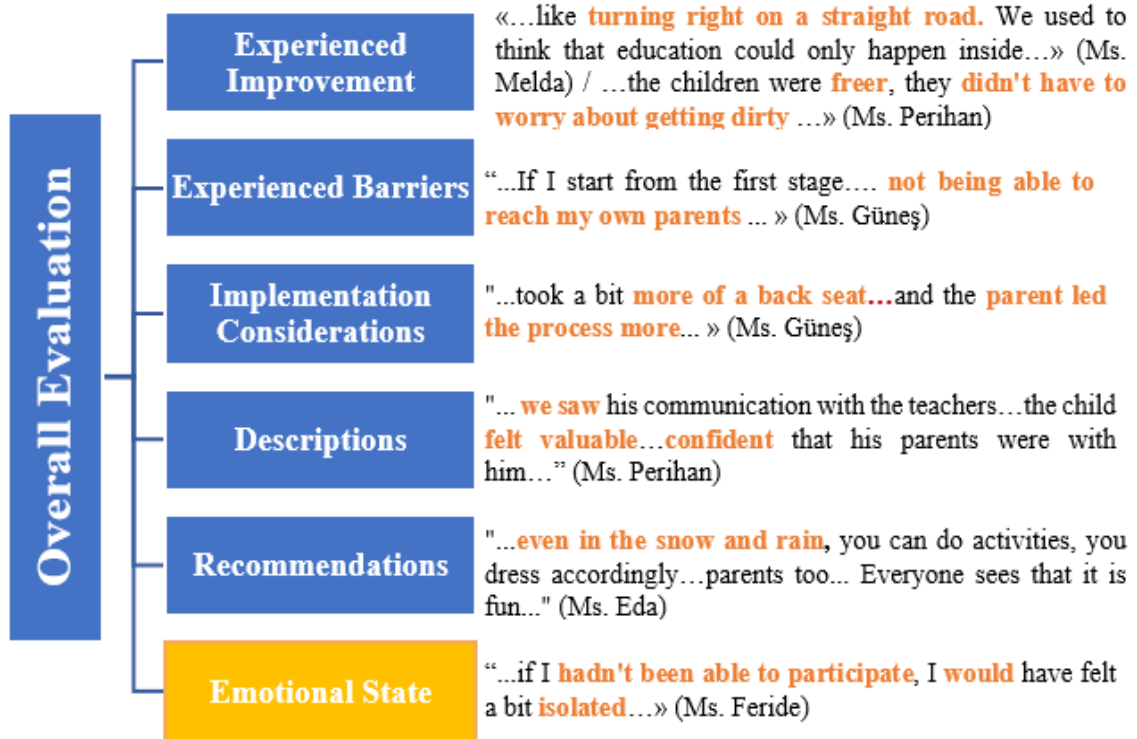 Overall Evaluation
Experienced
Improvement
«…like turning right on a straight road. We used to
think that education could only happen inside…» (Ms.
Melda) / …the children were freer, they didn't have to
worry about getting dirty …» (Ms. Perihan)
Experienced Barriers
“...If I start from the first stage…. not being able to
reach my own parents ... » (Ms. Güneş)
Implementation
Considerations
"...took a bit more of a back seat…and the parent led
the process more... » (Ms. Güneş)
Descriptions
"... we saw his communication with the teachers…the child
felt valuable…confident that his parents were with
him…” (Ms. Perihan)
Recommendations
"...even in the snow and rain, you can do activities, you
dress accordingly…parents too... Everyone sees that it is
fun..." (Ms. Eda)
Emotional State
“...if I hadn't been able to participate, I would have felt
a bit isolated…» (Ms. Feride)